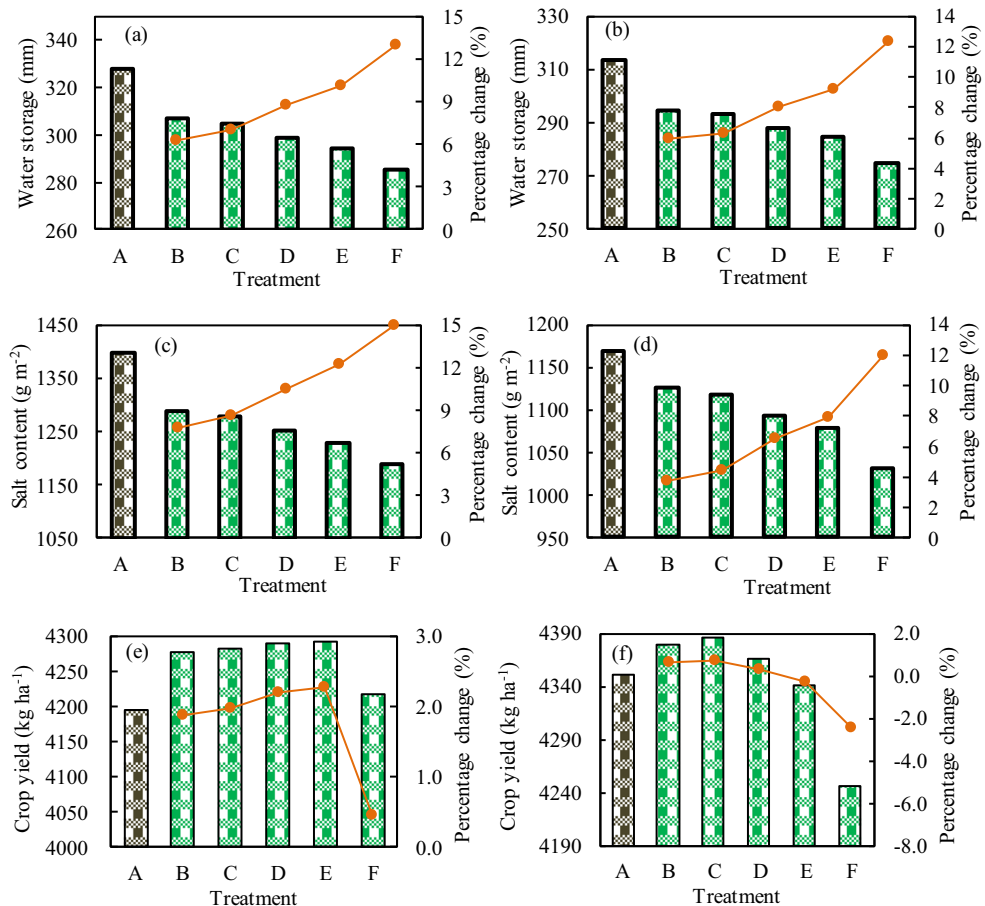 (a)
Water storage (mm)
340
320
300
280
260
15
12
9
6
3
0
Percentage change (%)
A B C D E F
Treatment
(b)
Water storage (mm)
330
310
290
270
250
14
12
10
8
6
4
2
0
Percentage change (%)
A B C D E F
Treatment
(c)
Salt content (g m⁻²)
1450
1350
1250
1150
1050
15
12
9
6
3
0
Percentage change (%)
A B C D E F
Treatment
(d)
Salt content (g m⁻²)
1200
1150
1100
1050
1000
950
14
12
10
8
6
4
2
0
Percentage change (%)
A B C D E F
Treatment
(e)
Crop yield (kg ha⁻¹)
4300
4250
4200
4150
4100
4050
4000
3.0
2.0
1.0
0.0
Percentage change (%)
A B C D E F
Treatment
(f)
Crop yield (kg ha⁻¹)
4390
4340
4290
4240
4190
2.0
0.0
-2.0
-4.0
-6.0
-8.0
Percentage change (%)
A B C D E F
Treatment